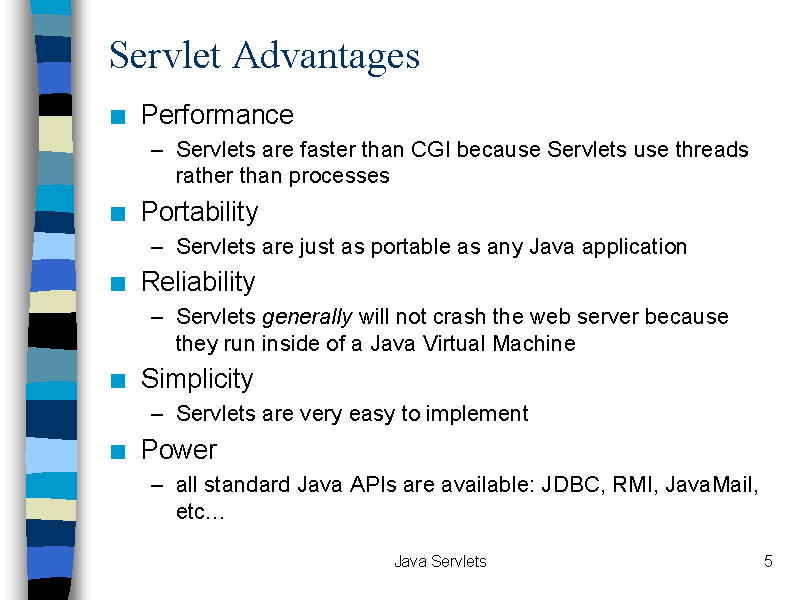 Servlet Advantages
Performance
– Servlets are faster than CGI because Servlets use threads
rather than processes
Portability
– Servlets are just as portable as any Java application
Reliability
– Servlets generally will not crash the web server because
they run inside of a Java Virtual Machine
Simplicity
– Servlets are very easy to implement
Power
– all standard Java APIs are available: JDBC, RMI, JavaMail,
etc…
Java Servlets
5